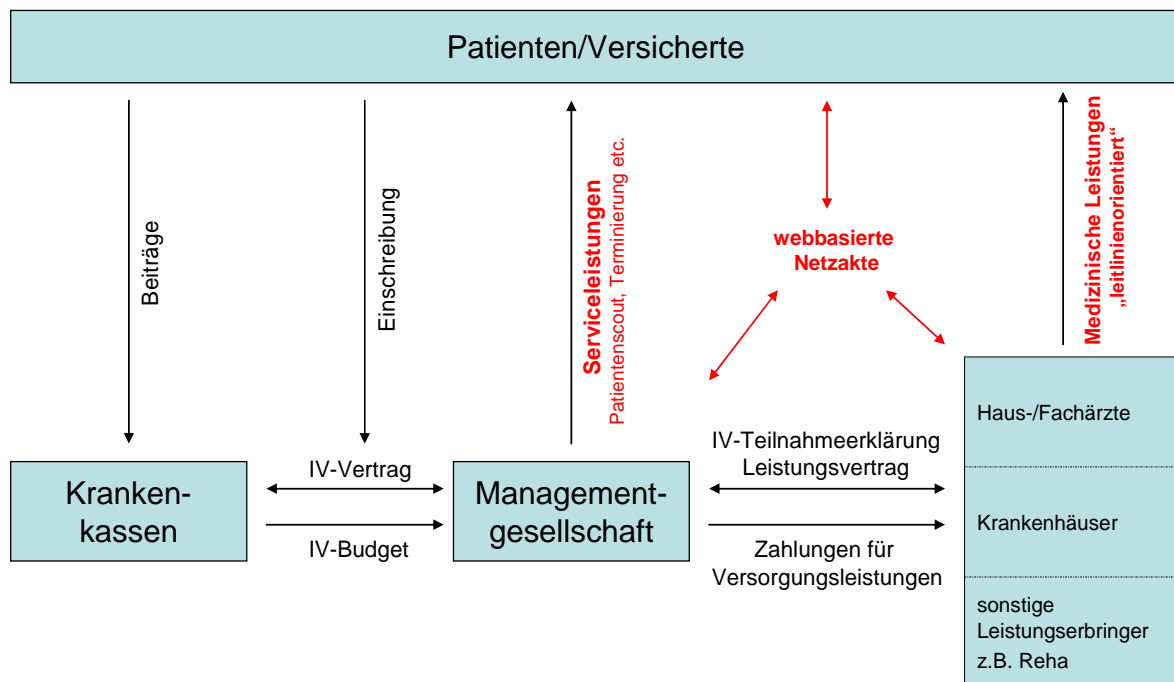 Patienten/Versicherte
Beiträge
Einschreibung
Serviceleistungen
Patientenscout, Terminierung etc.
webbasierte
Netzakte
Medizinische Leistungen
„leitlinienorientiert“
Kranken-
kassen
IV-Vertrag
IV-Budget
Management-
gesellschaft
IV-Teilnahmeerklärung
Leistungsvertrag
Zahlungen für
Versorgungsleistungen
Haus-/Fachärzte
Krankenhäuser
sonstige
Leistungserbringer
z.B. Reha